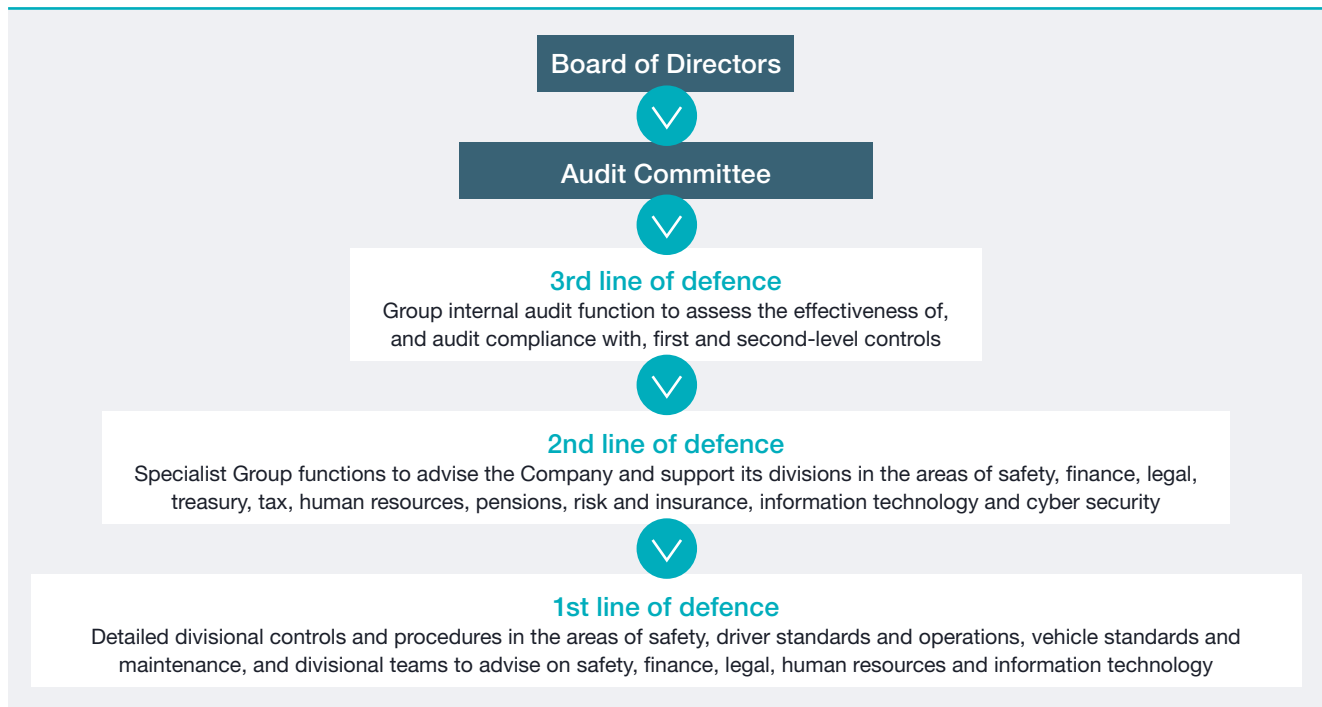 Board of Directors
Audit Committee
3rd line of defence
Group internal audit function to assess the effectiveness of,
and audit compliance with, first and second-level controls
2nd line of defence
Specialist Group functions to advise the Company and support its divisions in the areas of safety, finance, legal,
treasury, tax, human resources, pensions, risk and insurance, information technology and cyber security
1st line of defence
Detailed divisional controls and procedures in the areas of safety, driver standards and operations, vehicle standards and
maintenance, and divisional teams to advise on safety, finance, legal, human resources and information technology